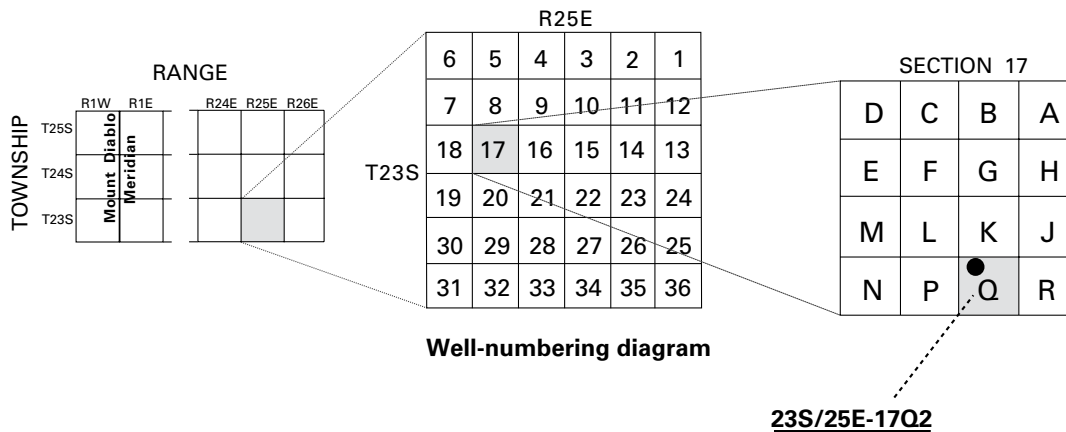 RANGE
R1W R1E R24E R25E R26E
TOWNSHIP
T25S
T24S
T23S
Mount Diablo
Meridian
R25E
T23S
6 5 4 3 2 1
7 8 9 10 11 12
18 17 16 15 14 13
19 20 21 22 23 24
30 29 28 27 26 25
31 32 33 34 35 36
Well-numbering diagram
SECTION 17
D C B A
E F G H
M L K J
N P Q R
23S/25E-17Q2